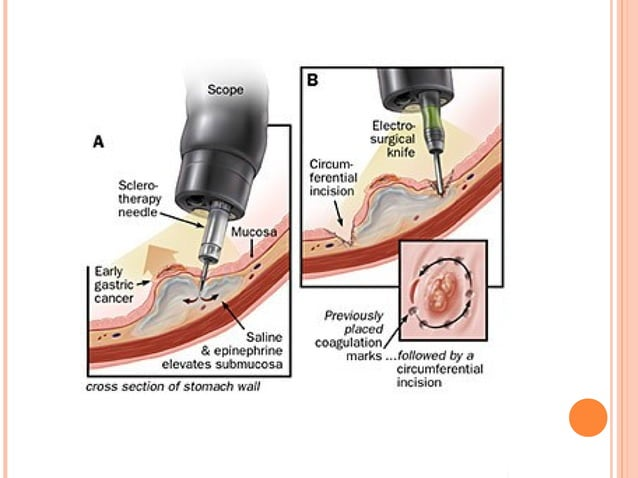 A
Scope
Sclero-
therapy
needle
Mucosa
Early
gastric
cancer
Saline
& epinephrine
elevates submucosa
cross section of stomach wall
B
Electro-
surgical
knife
Circum-
ferential
incision
Previously
placed
coagulation
marks ...followed by a
circumferential
incision